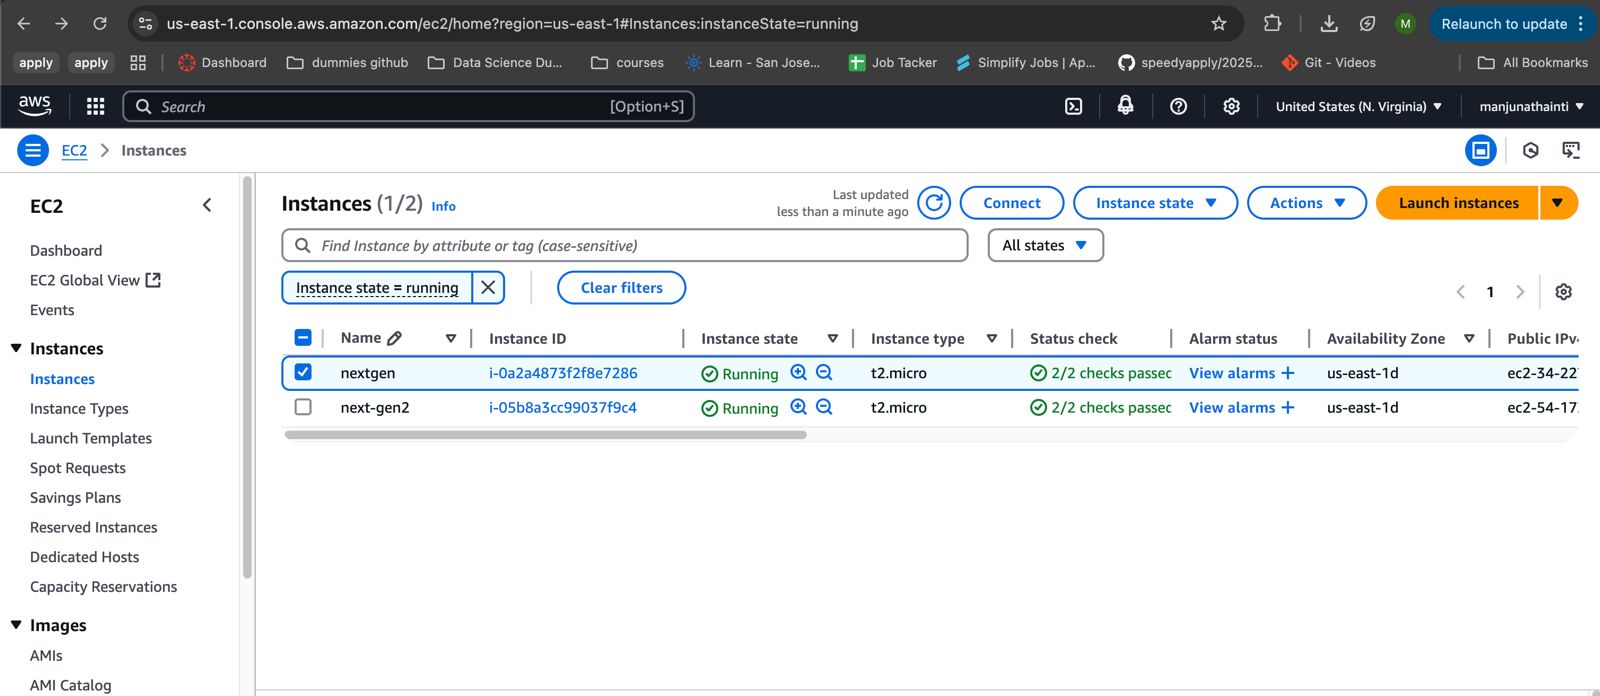 us-east-1.console.aws.amazon.com/ec2/home?region=us-east-1#Instances:instanceState=running
M
Relaunch to update
apply
apply
Dashboard
dummies github
Data Science Du...
courses
Learn - San Jose...
Job Tacker
Simplify Jobs | Ap...
speedyapply/2025...
Git - Videos
All Bookmarks
aws
Search
[Option+S]
United States (N. Virginia)
manjunathainti
EC2
Instances
EC2
Dashboard
EC2 Global View
Events
Instances
Instances
Instance Types
Launch Templates
Spot Requests
Savings Plans
Reserved Instances
Dedicated Hosts
Capacity Reservations
Images
AMIs
AMI Catalog
Instances (1/2) Info
Last updated
less than a minute ago
Connect
Instance state
Actions
Launch instances
Find Instance by attribute or tag (case-sensitive)
All states
Instance state = running
Clear filters
1
Name Instance ID Instance state Instance type Status check Alarm status Availability Zone Public IPv
nextgen i-0a2a4873f2f8e7286 Running t2.micro 2/2 checks passec View alarms + us-east-1d ec2-34-22
next-gen2 i-05b8a3cc99037f9c4 Running t2.micro 2/2 checks passec View alarms + us-east-1d ec2-54-17